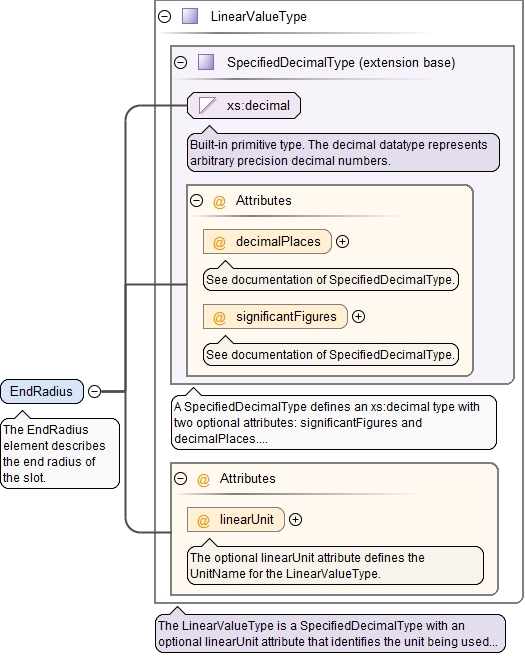 LinearValueType
SpecifiedDecimalType (extension base)
xs:decimal
Built-in primitive type. The decimal datatype represents
arbitrary precision decimal numbers.
@ Attributes
@ decimalPlaces
See documentation of SpecifiedDecimalType.
@ significantFigures
See documentation of SpecifiedDecimalType.
EndRadius
The EndRadius
element describes
the end radius of
the slot.
A SpecifiedDecimalType defines an xs:decimal type with
two optional attributes: significantFigures and
decimalPlaces....
@ Attributes
@ linearUnit
The optional linearUnit attribute defines the
UnitName for the LinearValueType.
The LinearValueType is a SpecifiedDecimalType with an
optional linearUnit attribute that identifies the unit being used...